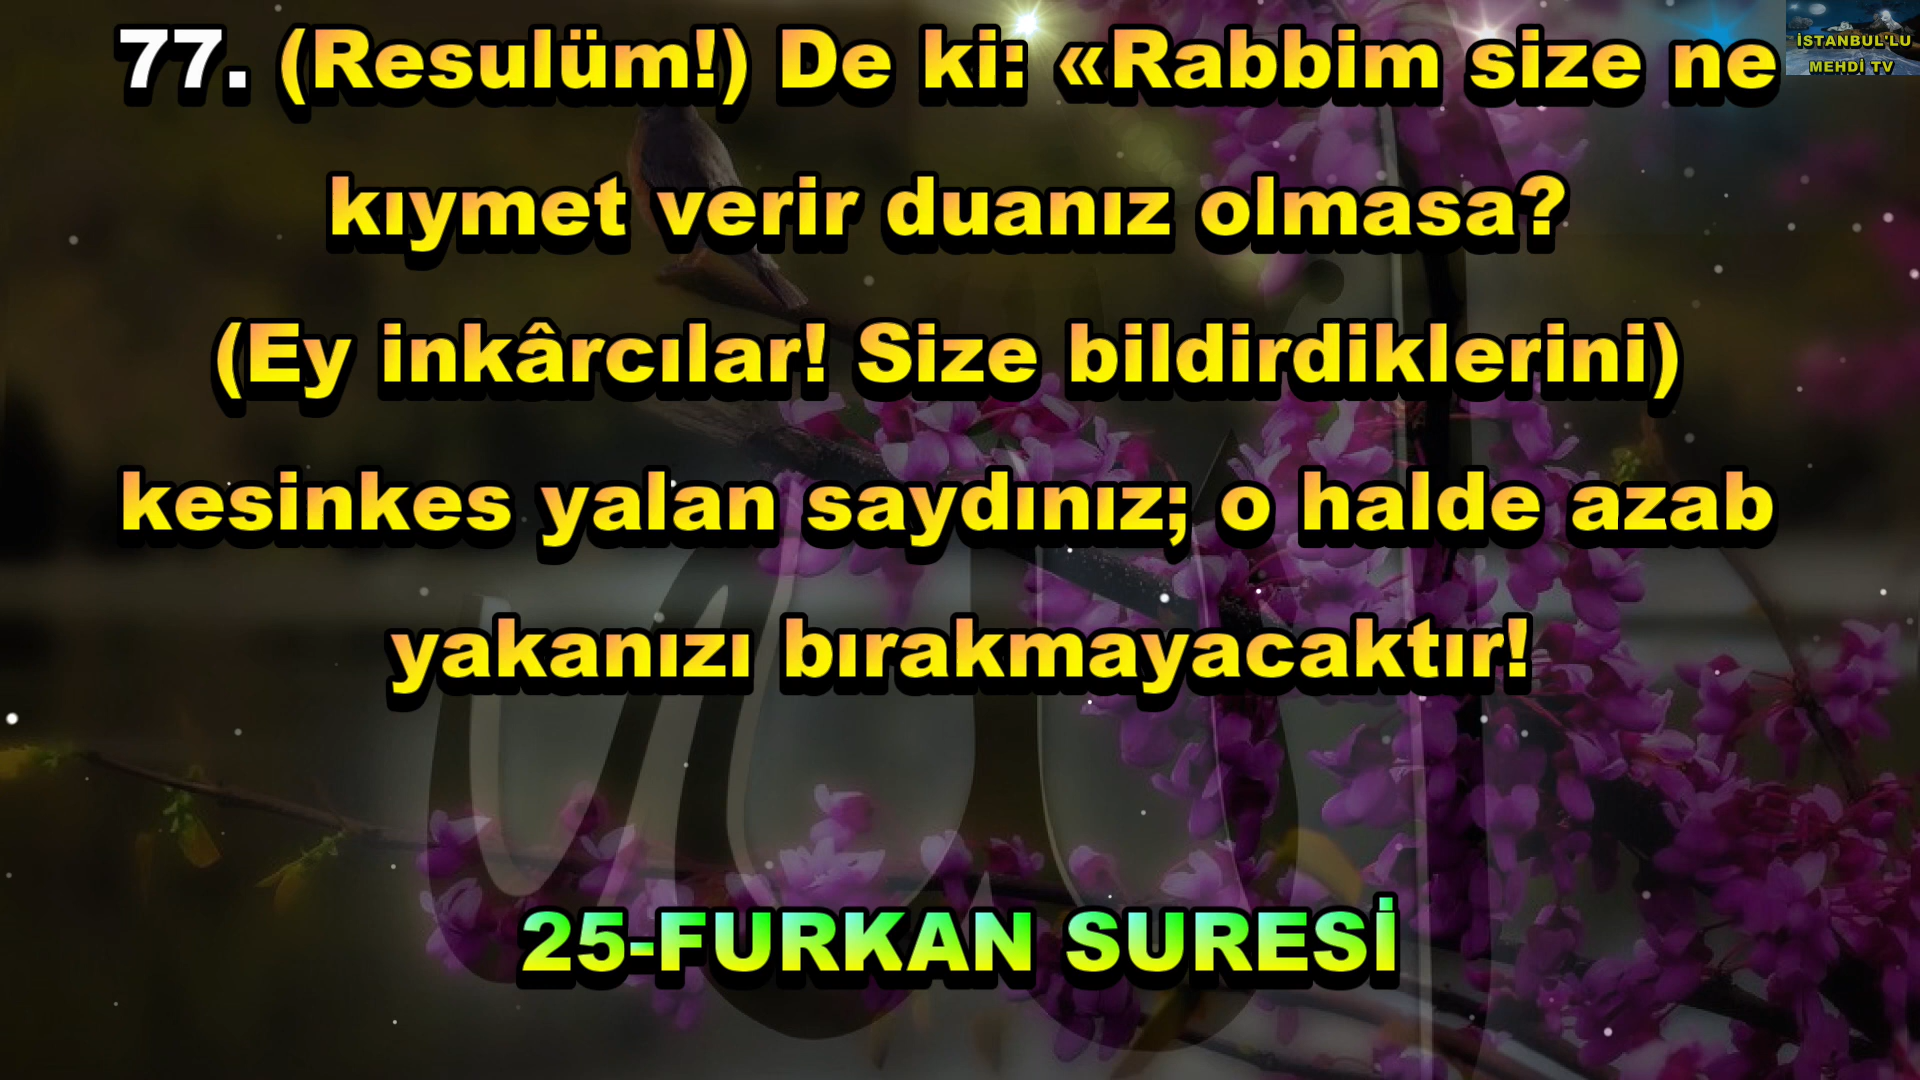 77. (Resulüm!) De ki: «Rabbim size ne
kıymet verir duanız olmasa?
(Ey inkârcılar! Size bildirdiklerini)
kesinkes yalan saydınız; o halde azab
yakanızı bırakmayacaktır!
25-FURKAN SURESİ
İSTANBUL'LU
MEHDİ TV